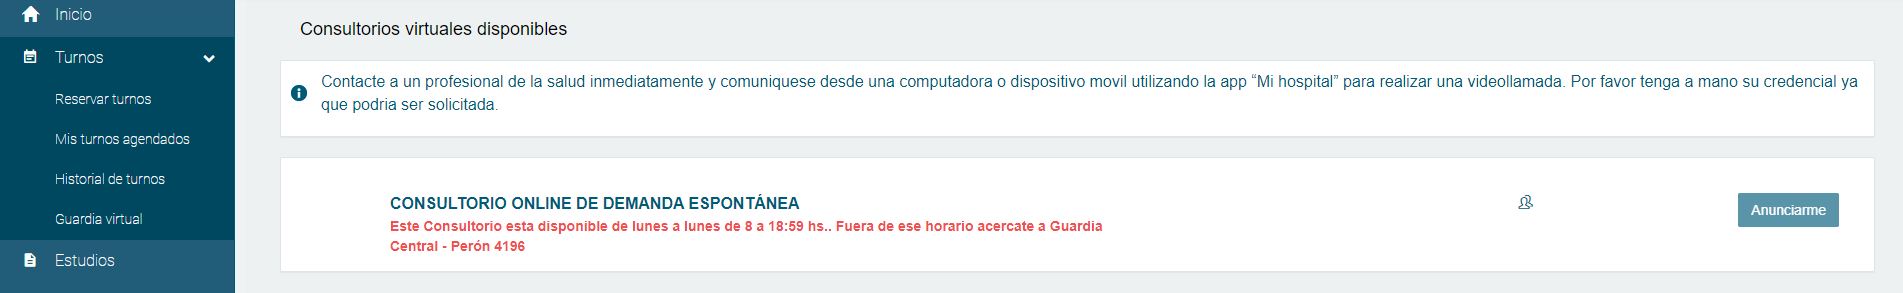 Inicio
Turnos
Reservar turnos
Mis turnos agendados
Historial de turnos
Guardia virtual
Estudios
Consultorios virtuales disponibles
Contacte a un profesional de la salud inmediatamente y comuniquese desde una computadora o dispositivo movil utilizando la app “Mi hospital” para realizar una videollamada. Por favor tenga a mano su credencial ya
que podria ser solicitada.
CONSULTORIO ONLINE DE DEMANDA ESPONTÁNEA
Este Consultorio esta disponible de lunes a lunes de 8 a 18:59 hs.. Fuera de ese horario acercate a Guardia
Central - Perón 4196
Anunciarme